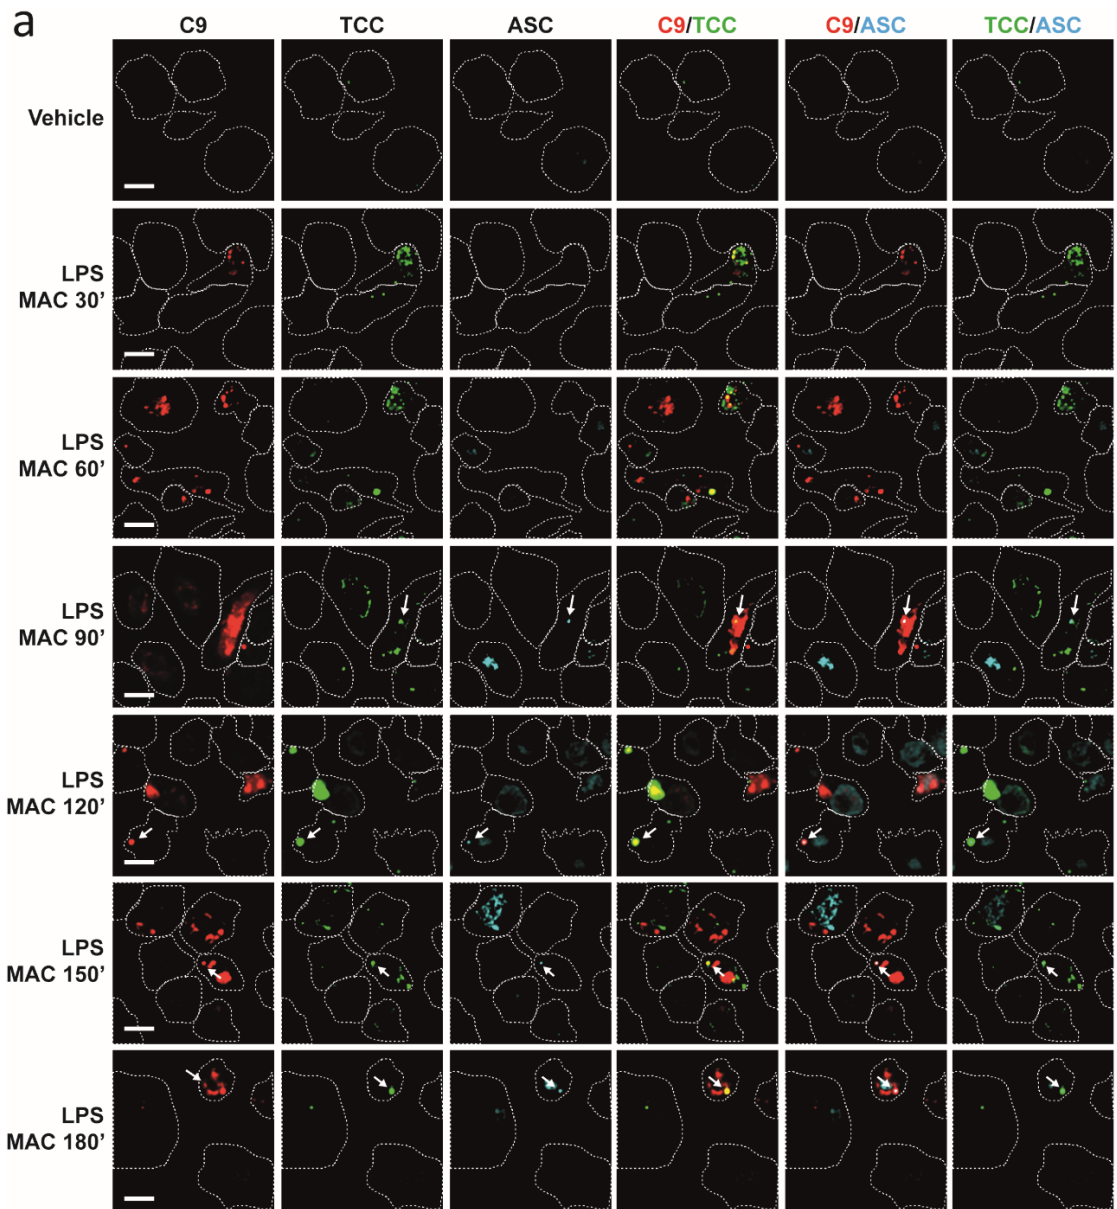 a
C9 TCC ASC C9/TCC C9/ASC TCC/ASC
Vehicle
LPS
MAC 30’
LPS
MAC 60’
LPS
MAC 90’
LPS
MAC 120’
LPS
MAC 150’
LPS
MAC 180’